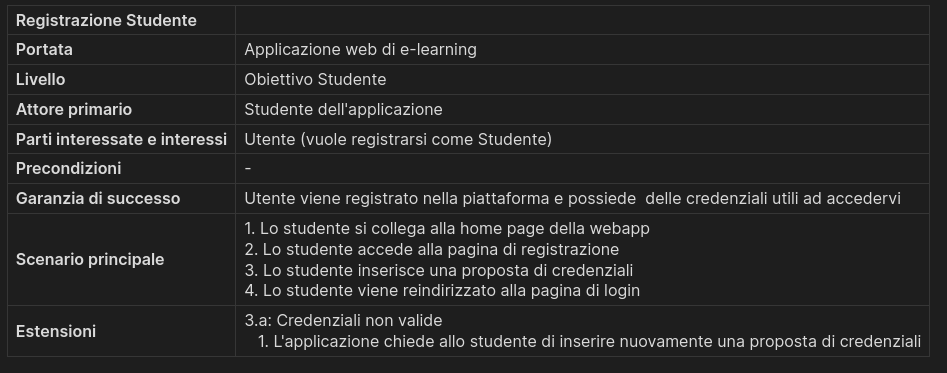 Registrazione Studente
Portata Applicazione web di e-learning
Livello Obiettivo Studente
Attore primario Studente dell'applicazione
Parti interessate e interessi Utente (vuole registrarsi come Studente)
Precondizioni -
Garanzia di successo Utente viene registrato nella piattaforma e possiede  delle credenziali utili ad accedervi
Scenario principale
1. Lo studente si collega alla home page della webapp
2. Lo studente accede alla pagina di registrazione
3. Lo studente inserisce una proposta di credenziali
4. Lo studente viene reindirizzato alla pagina di login
Estensioni
3.a: Credenziali non valide
1. L'applicazione chiede allo studente di inserire nuovamente una proposta di credenziali